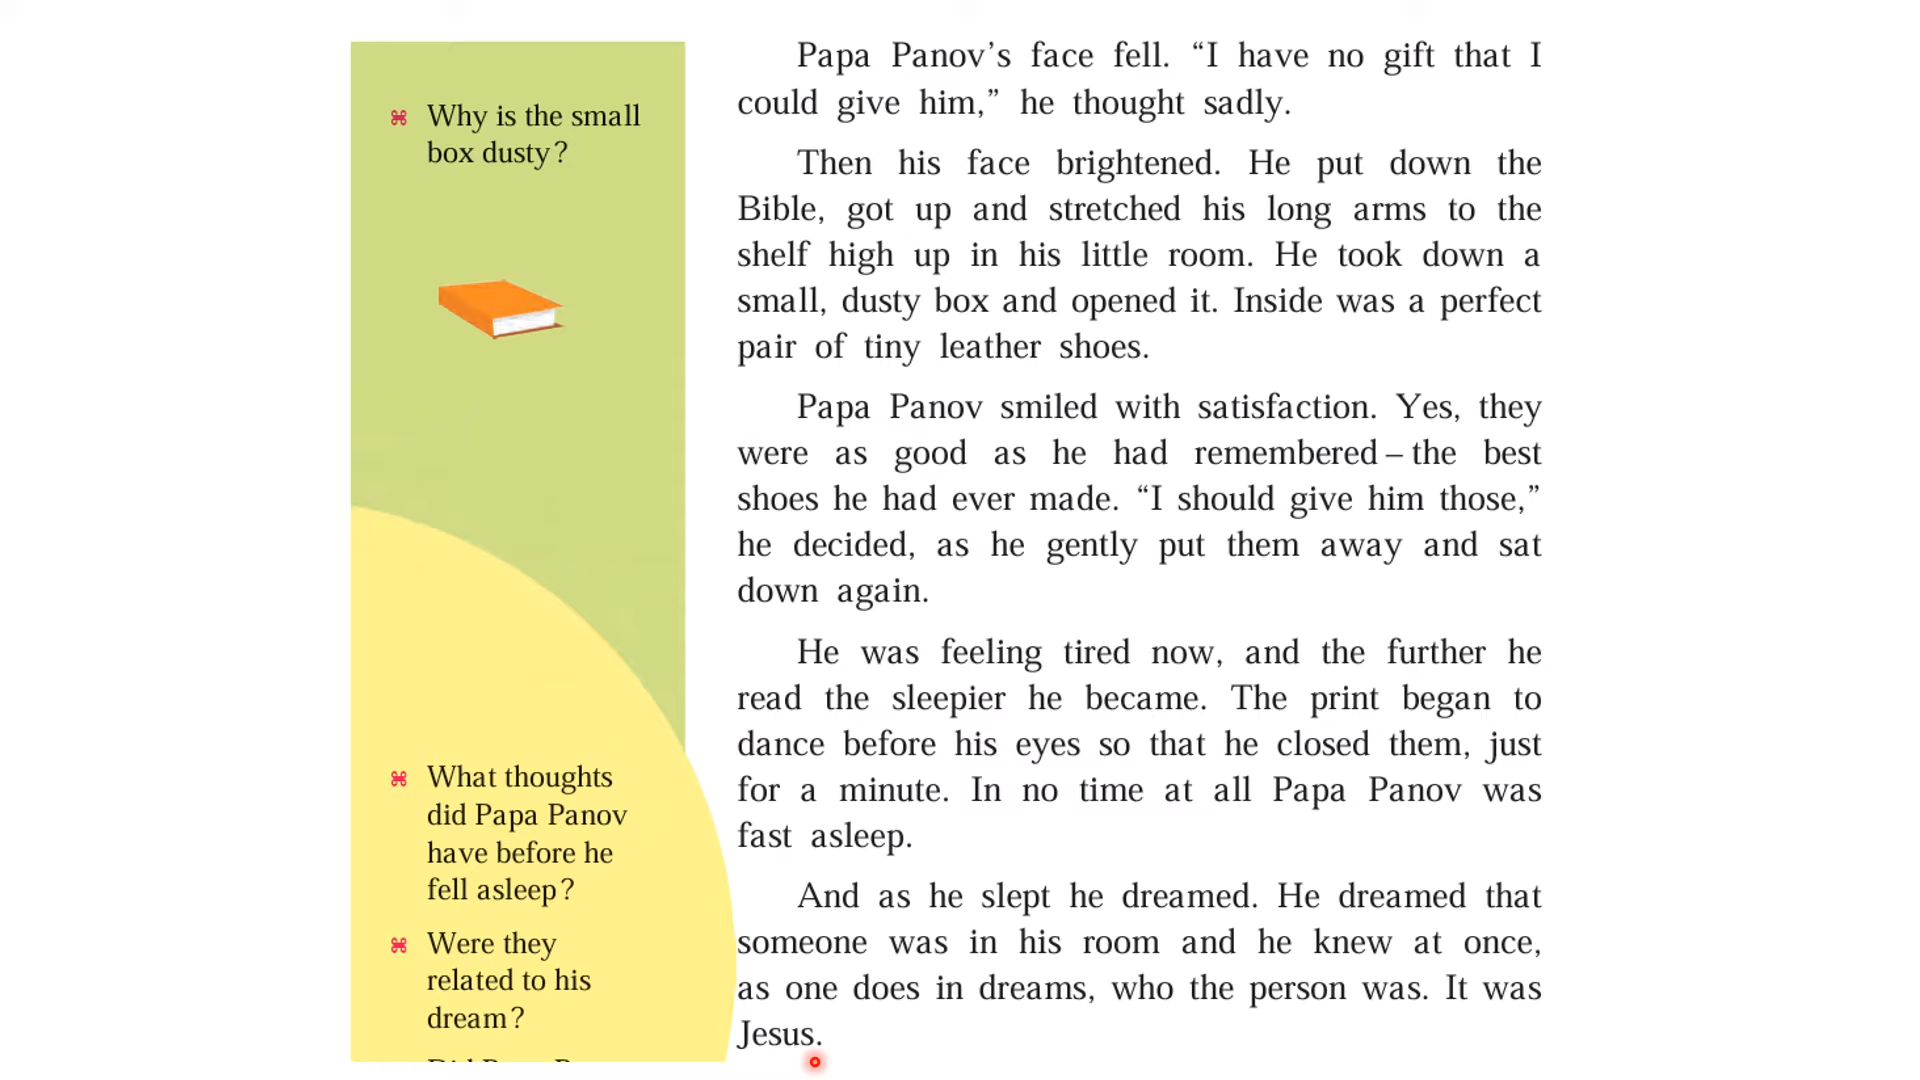 Why is the small
box dusty?
What thoughts
did Papa Panov
have before he
fell asleep?
Were they
related to his
dream?
Papa Panov's face fell. “I have no gift that I
could give him,” he thought sadly.
Then his face brightened. He put down the
Bible, got up and stretched his long arms to the
shelf high up in his little room. He took down a
small, dusty box and opened it. Inside was a perfect
pair of tiny leather shoes.
Papa Panov smiled with satisfaction. Yes, they
were as good as he had remembered – the best
shoes he had ever made. “I should give him those,”
he decided, as he gently put them away and sat
down again.
He was feeling tired now, and the further he
read the sleepier he became. The print began to
dance before his eyes so that he closed them, just
for a minute. In no time at all Papa Panov was
fast asleep.
And as he slept he dreamed. He dreamed that
someone was in his room and he knew at once,
as one does in dreams, who the person was. It was
Jesus.